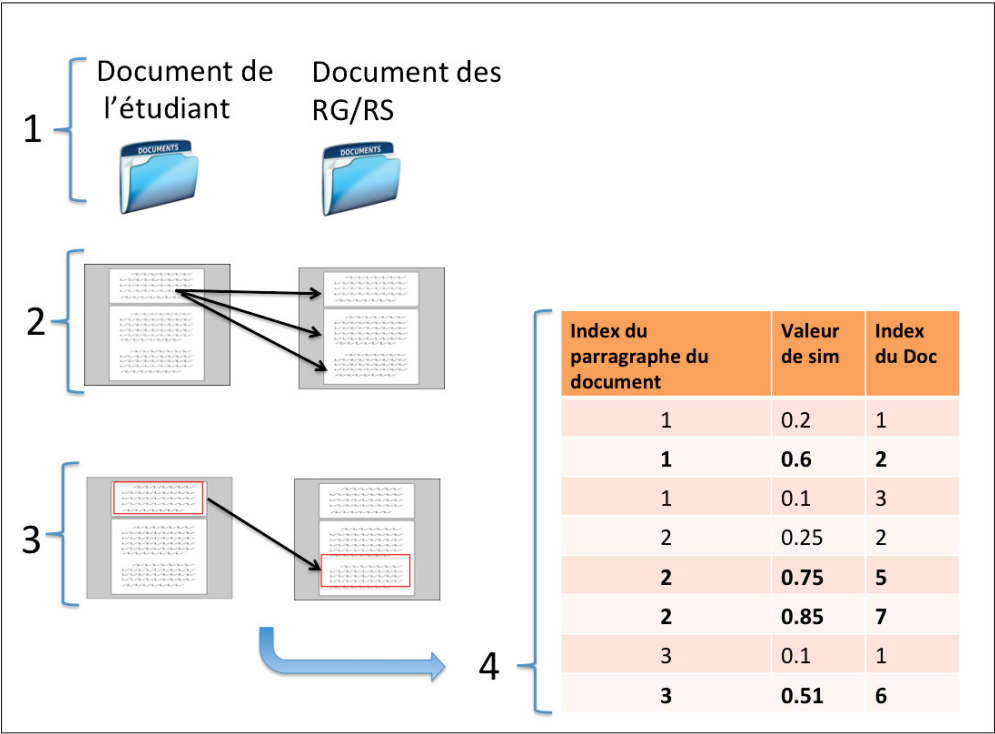 Document de
l’étudiant
Document des
RG/RS
1
DOCUMENTS
DOCUMENTS
2
3
4
Index du
parragraphe du
document
Valeur
de sim
Index
du Doc
1 0.2 1
1 0.6 2
1 0.1 3
2 0.25 2
2 0.75 5
2 0.85 7
3 0.1 1
3 0.51 6